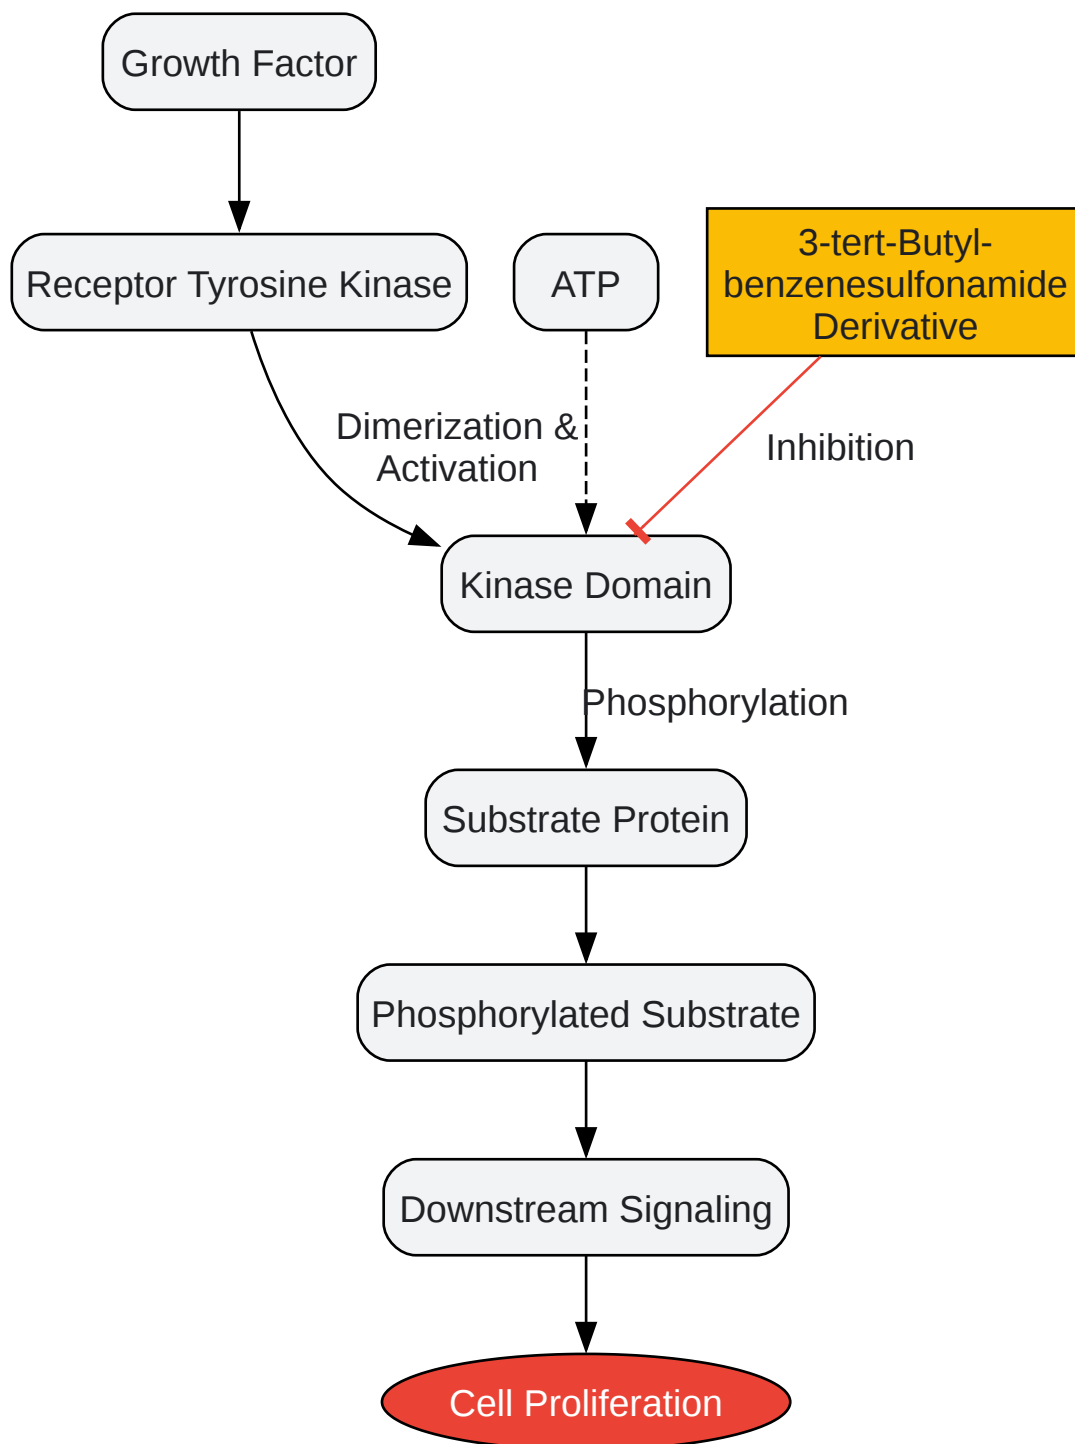 Growth Factor
Receptor Tyrosine Kinase
ATP
3-tert-Butyl-
benzenesulfonamide
Derivative
Dimerization &
Activation
Inhibition
Kinase Domain
Phosphorylation
Substrate Protein
Phosphorylated Substrate
Downstream Signaling
Cell Proliferation